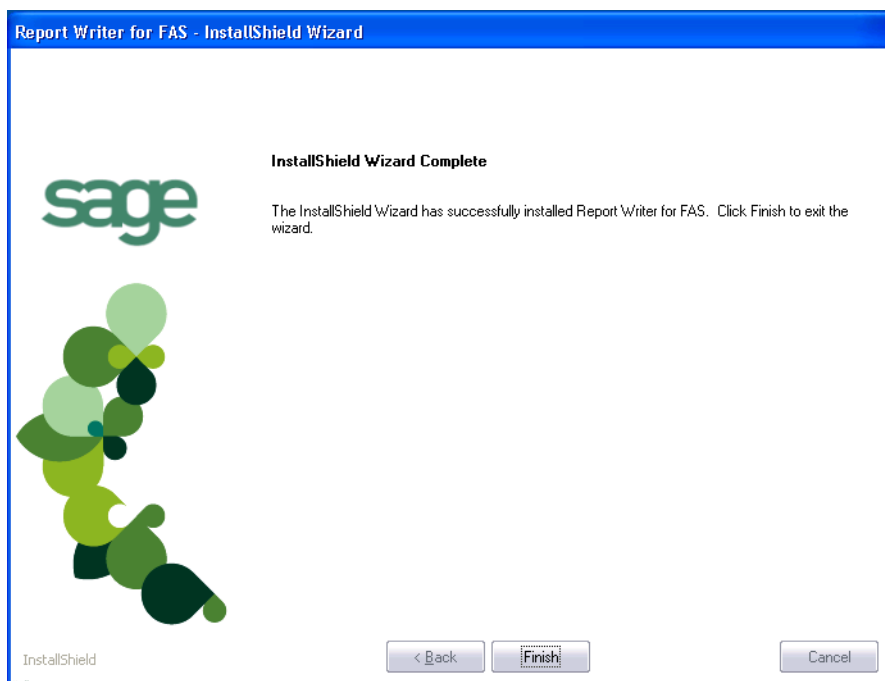 Report Writer for FAS - InstallShield Wizard
InstallShield Wizard Complete
sage
The InstallShield Wizard has successfully installed Report Writer for FAS. Click Finish to exit the
wizard.
InstallShield
< Back
Finish
Cancel